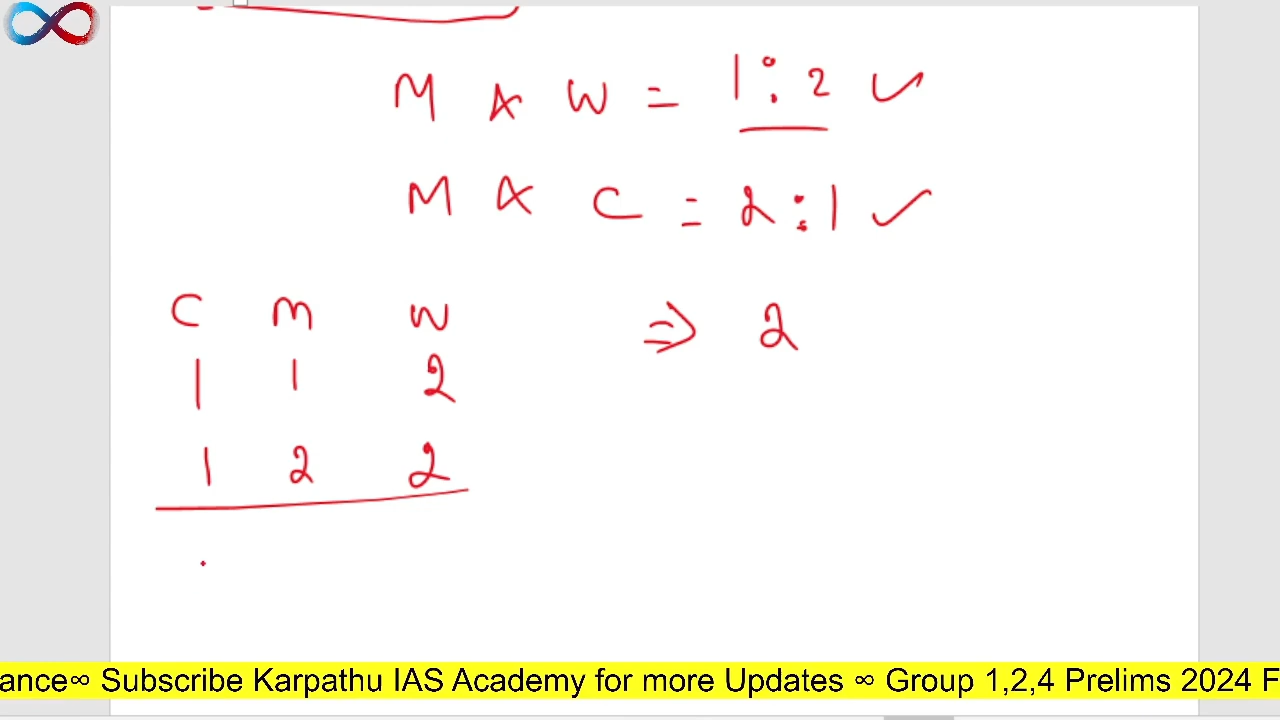 M & W = 1 : 2 ✓
M & C = 2 : 1 ✓
C M W ⇒ 2
1 1 2
1 2 2
ance∞ Subscribe Karpathu IAS Academy for more Updates ∞ Group 1,2,4 Prelims 2024 F